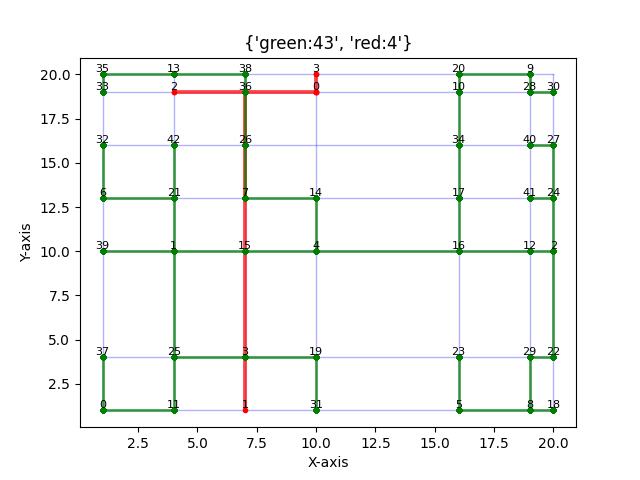 {'green:43', 'red:4'}
Y-axis
20.0
17.5
15.0
12.5
10.0
7.5
5.0
2.5
35 13 38 3 20 9
33 2 36 0 10 28 30
32 42 26 34 40 27
6 21 7 14 17 41 24
39 1 15 4 16 12 2
37 25 3 19 23 29 22
0 11 1 31 5 8 18
2.5 5.0 7.5 10.0 12.5 15.0 17.5 20.0
X-axis